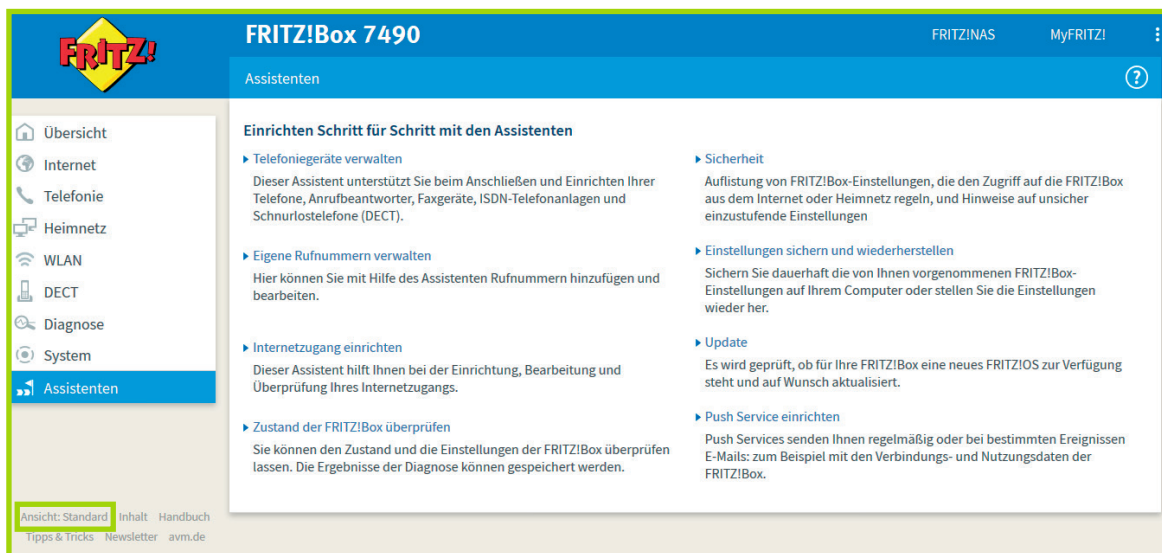 FRITZ!
FRITZ!Box 7490
FRITZ!NAS
MyFRITZ!
Assistenten
?
Übersicht
Internet
Telefonie
Heimnetz
WLAN
DECT
Diagnose
System
Assistenten
Einrichten Schritt für Schritt mit den Assistenten
Telefoniegeräte verwalten
Dieser Assistent unterstützt Sie beim Anschließen und Einrichten Ihrer
Telefone, Anrufbeantworter, Faxgeräte, ISDN-Telefonanlagen und
Schnurlostelefone (DECT).
Eigene Rufnummern verwalten
Hier können Sie mit Hilfe des Assistenten Rufnummern hinzufügen und
bearbeiten.
Internetzugang einrichten
Dieser Assistent hilft Ihnen bei der Einrichtung, Bearbeitung und
Überprüfung Ihres Internetzugangs.
Zustand der FRITZ!Box überprüfen
Sie können den Zustand und die Einstellungen der FRITZ!Box überprüfen
lassen. Die Ergebnisse der Diagnose können gespeichert werden.
Sicherheit
Auflistung von FRITZ!Box-Einstellungen, die den Zugriff auf die FRITZ!Box
aus dem Internet oder Heimnetz regeln, und Hinweise auf unsicher
einzustufende Einstellungen
Einstellungen sichern und wiederherstellen
Sichern Sie dauerhaft die von Ihnen vorgenommenen FRITZ!Box-
Einstellungen auf Ihrem Computer oder stellen Sie die Einstellungen
wieder her.
Update
Es wird geprüft, ob für Ihre FRITZ!Box eine neues FRITZ!OS zur Verfügung
steht und auf Wunsch aktualisiert.
Push Service einrichten
Push Services senden Ihnen regelmäßig oder bei bestimmten Ereignissen
E-Mails: zum Beispiel mit den Verbindungs- und Nutzungsdaten der
FRITZ!Box.
Ansicht: Standard Inhalt Handbuch
Tipps & Tricks Newsletter avm.de